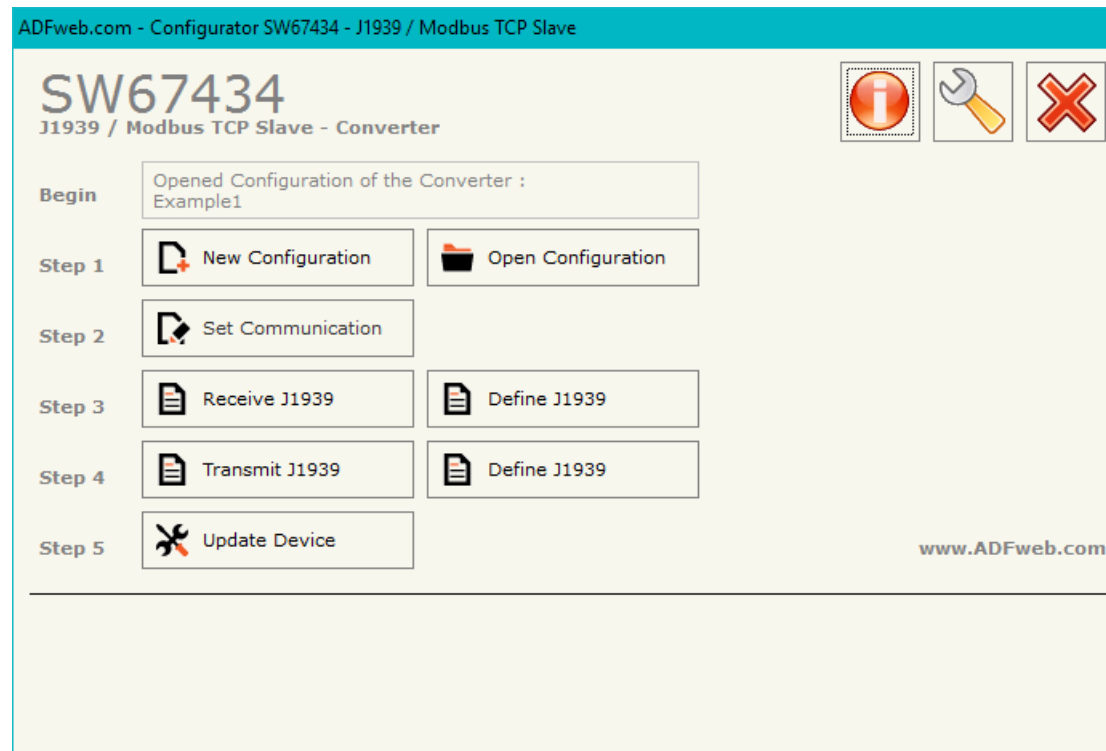 ADFweb.com - Configurator SW67434 - J1939 / Modbus TCP Slave
SW67434
J1939 / Modbus TCP Slave - Converter
Begin
Opened Configuration of the Converter :
Example1
Step 1
New Configuration
Open Configuration
Step 2
Set Communication
Step 3
Receive J1939
Define J1939
Step 4
Transmit J1939
Define J1939
Step 5
Update Device
www.ADFweb.com